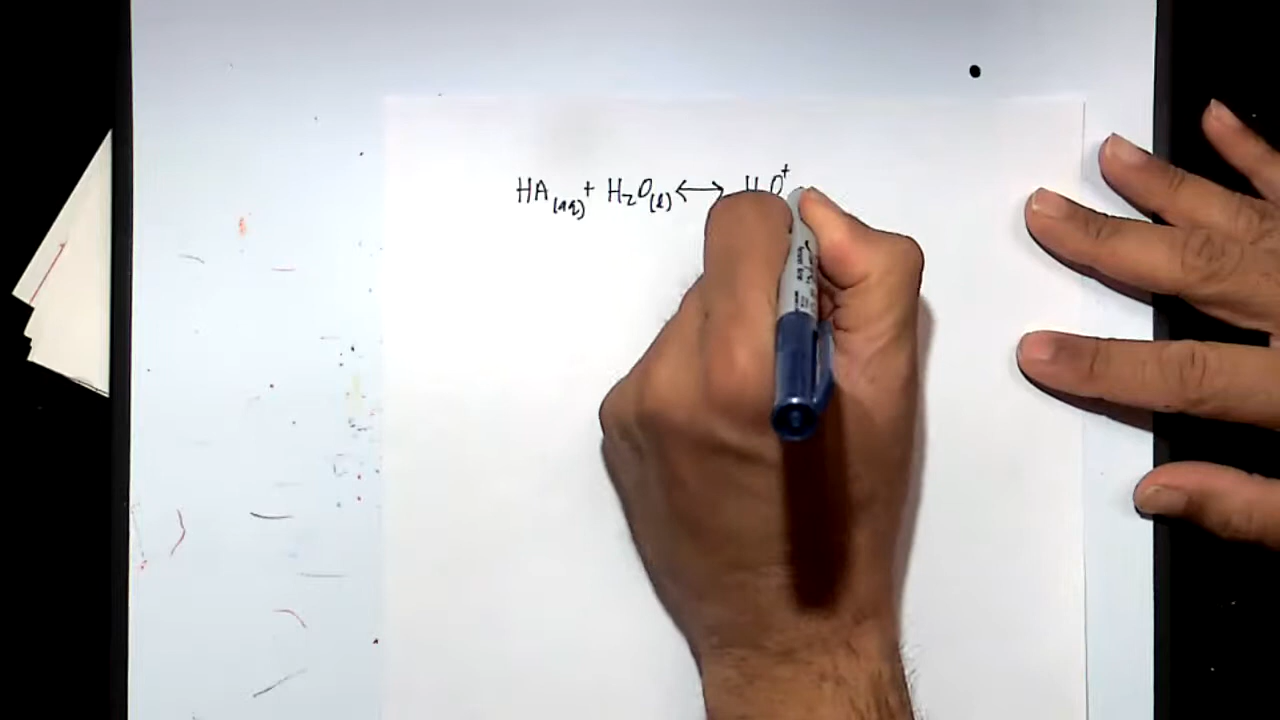 HA(aq) + H₂O(l) ⟷ H₃O⁺